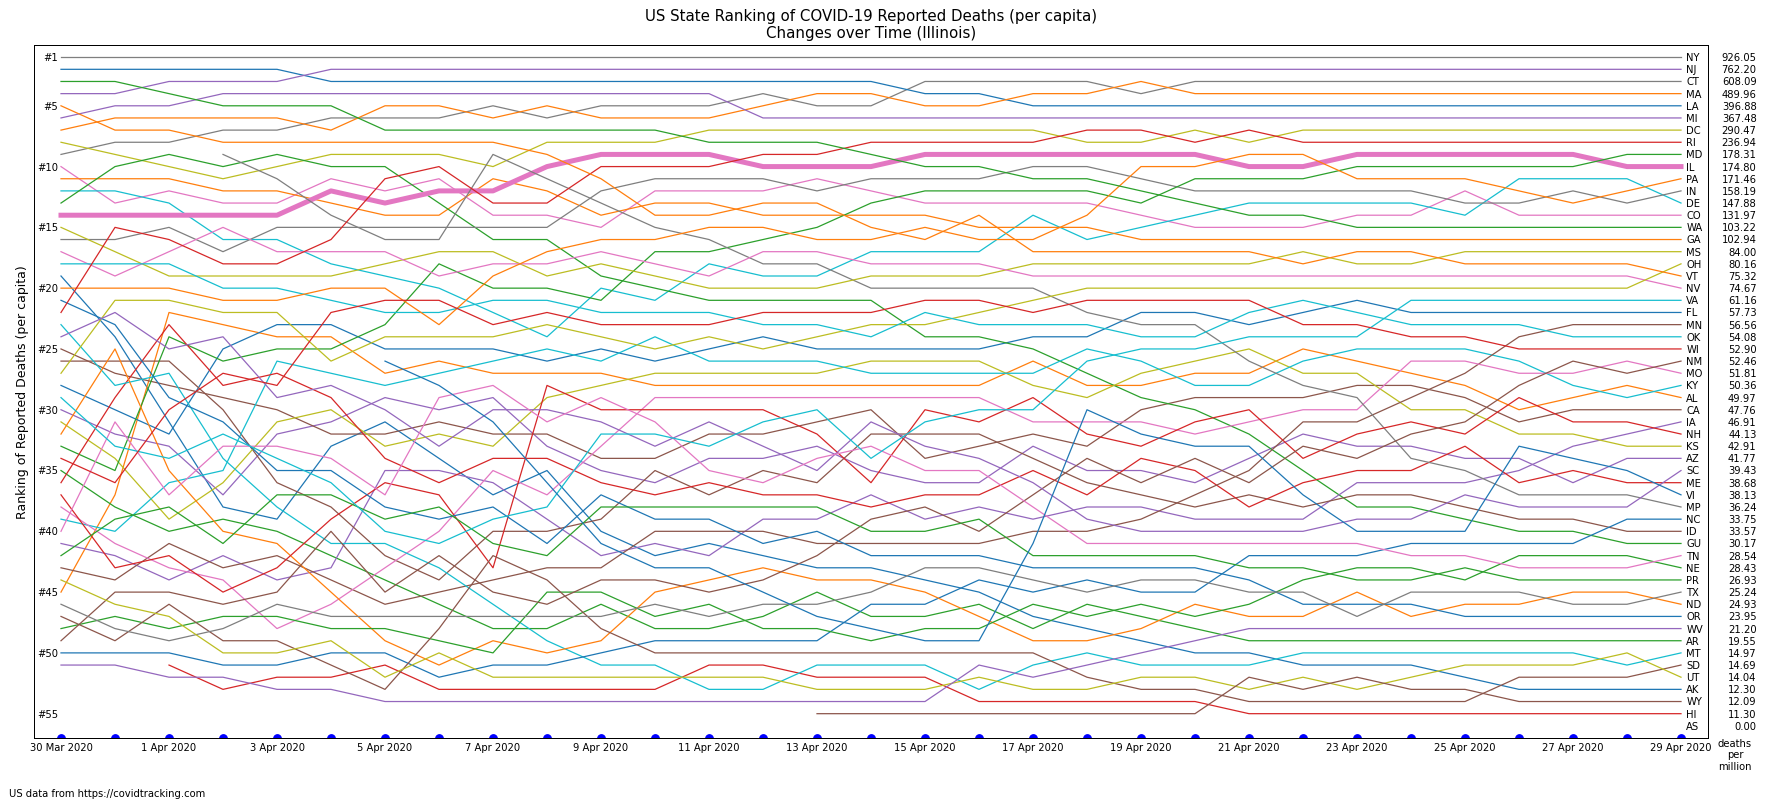 US State Ranking of COVID-19 Reported Deaths (per capita)
Changes over Time (Illinois)
Ranking of Reported Deaths (per capita)
#1
#5
#10
#15
#20
#25
#30
#35
#40
#45
#50
#55
NY 926.05
NJ 762.20
CT 608.09
MA 489.96
LA 396.88
MI 367.48
DC 290.47
RI 236.94
MD 178.31
IL 174.80
PA 171.46
IN 158.19
DE 147.88
CO 131.97
WA 103.22
GA 102.94
MS 84.00
OH 80.16
VT 75.32
NV 74.67
VA 61.16
FL 57.73
MN 56.56
OK 54.08
WI 52.90
NM 52.46
MO 51.81
KY 50.36
AL 49.97
CA 47.76
IA 46.91
NH 44.13
KS 42.91
AZ 41.77
SC 39.43
ME 38.68
VI 38.13
MP 36.24
NC 33.75
ID 33.57
GU 30.17
TN 28.54
NE 28.43
PR 26.93
TX 25.24
ND 24.93
OR 23.95
WV 21.20
AR 19.55
MT 14.97
SD 14.69
UT 14.04
AK 12.30
WY 12.09
HI 11.30
AS 0.00
30 Mar 2020 1 Apr 2020 3 Apr 2020 5 Apr 2020 7 Apr 2020 9 Apr 2020 11 Apr 2020 13 Apr 2020 15 Apr 2020 17 Apr 2020 19 Apr 2020 21 Apr 2020 23 Apr 2020 25 Apr 2020 27 Apr 2020 29 Apr 2020
deaths
per
million
US data from https://covidtracking.com